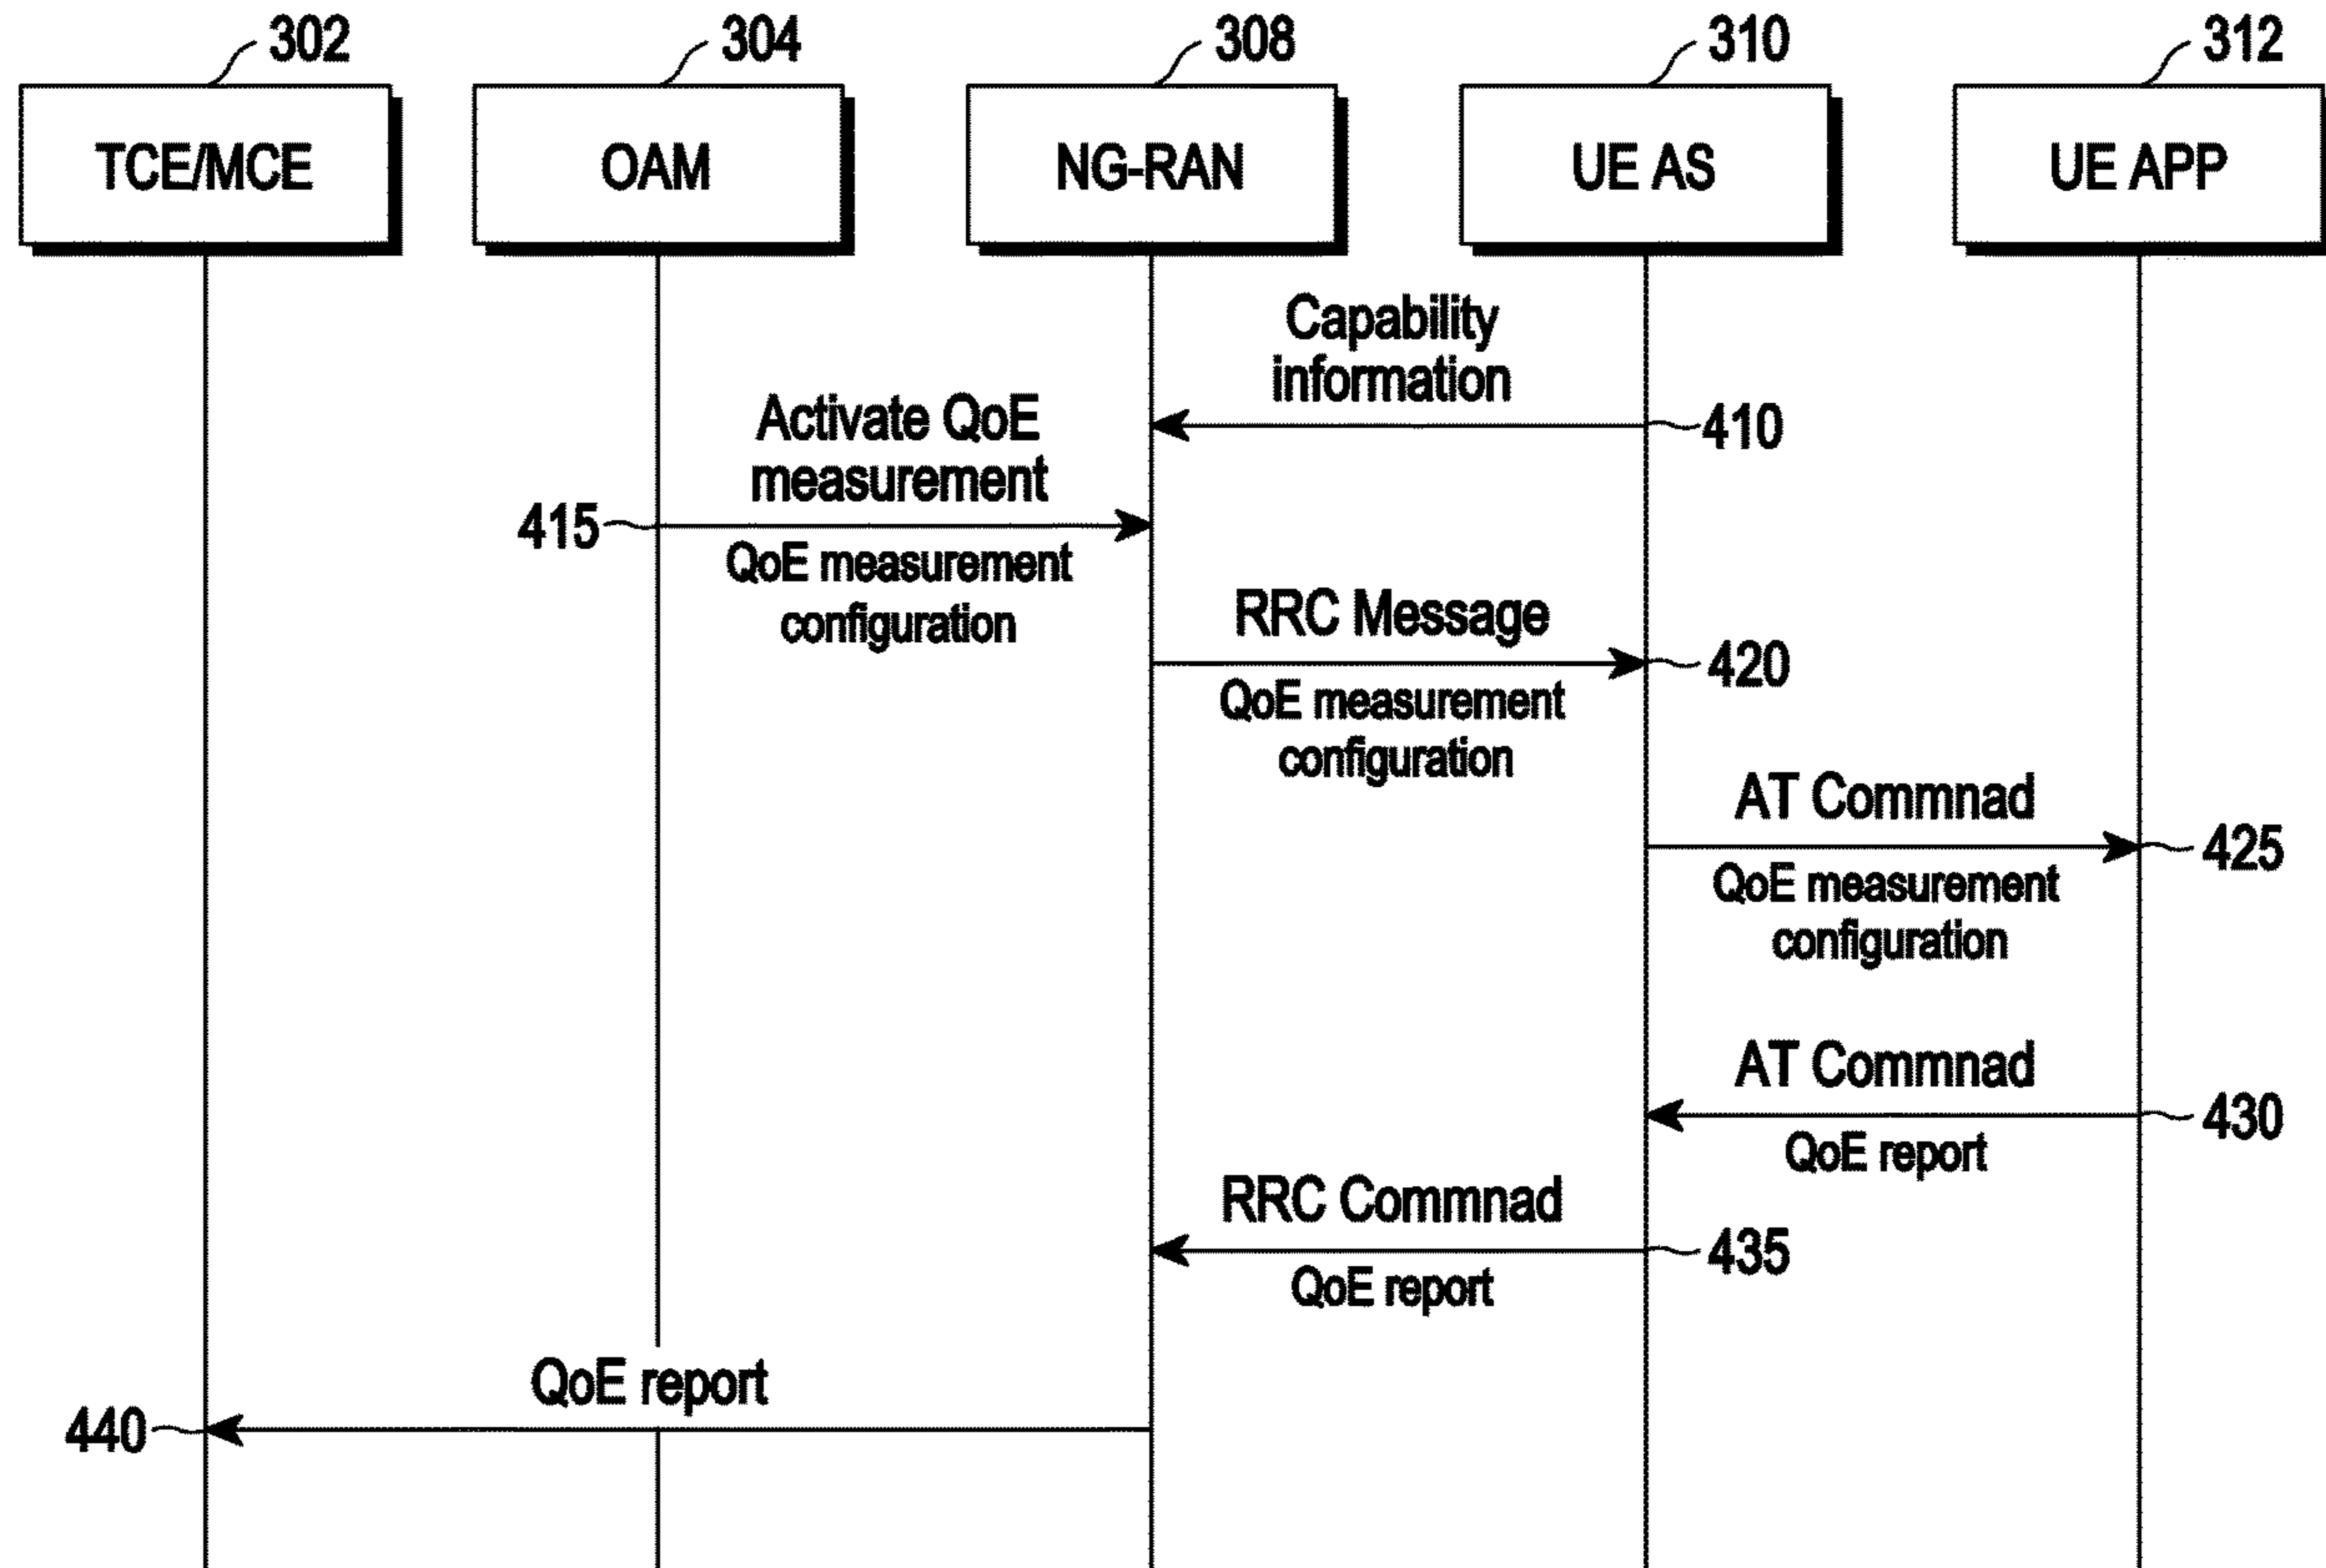 302
304
308
310
312
TCE/MCE
OAM
NG-RAN
UE AS
UE APP
Capability
information
410
Activate QoE
measurement
415
QoE measurement
configuration
RRC Message
420
QoE measurement
configuration
AT Commnad
425
QoE measurement
configuration
AT Commnad
430
QoE report
RRC Commnad
435
QoE report
QoE report
440